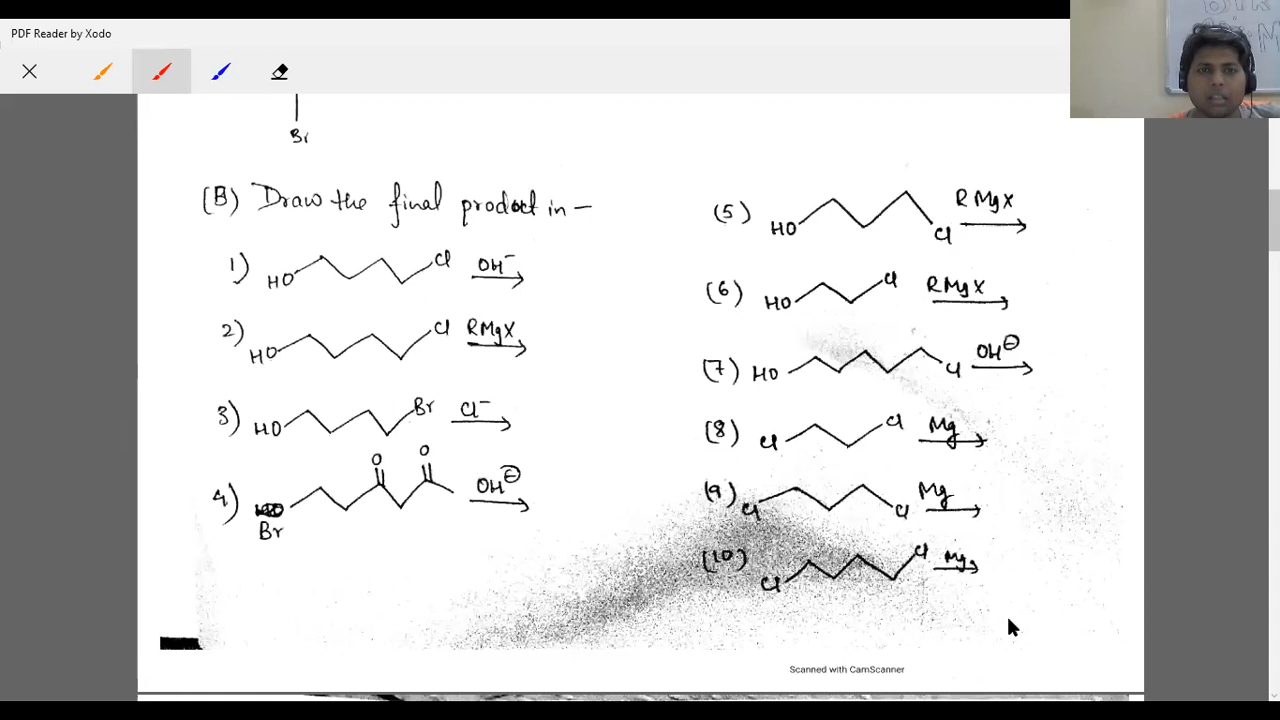 PDF Reader by Xodo
Br
(B) Draw the final product in -
1) HO Cl OH⁻
2) HO Cl RMgX
3) HO Br Cl⁻
4) Br O O OH⊖
(5) HO Cl RMgX
(6) HO Cl RMgX
(7) HO Cl OH⊖
(8) Cl Cl Mg
(9) Cl Cl Mg
(10) Cl Cl Mg
Scanned with CamScanner